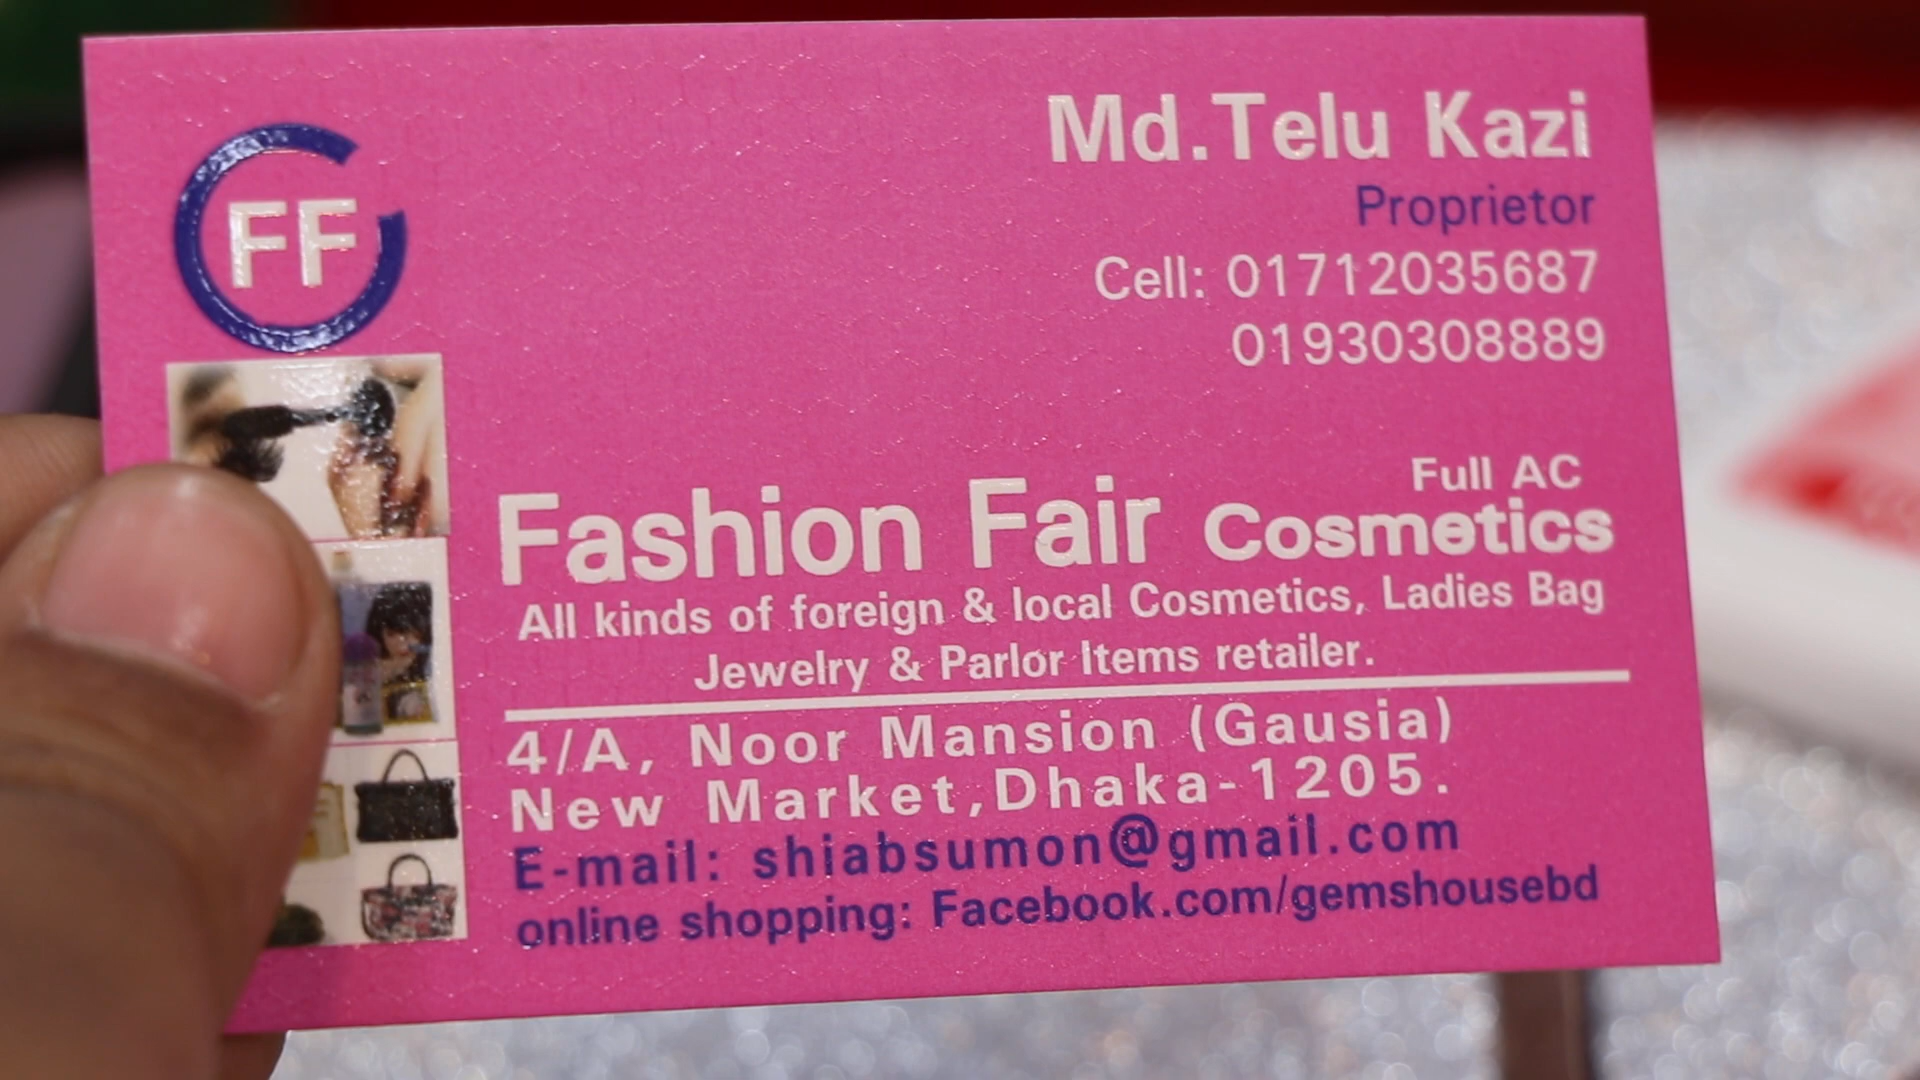 FF
Md.Telu Kazi
Proprietor
Cell: 01712035687
01930308889
Full AC
Fashion Fair Cosmetics
All kinds of foreign & local Cosmetics, Ladies Bag
Jewelry & Parlor Items retailer.
4/A, Noor Mansion (Gausia)
New Market,Dhaka-1205.
E-mail: shiabsumon@gmail.com
online shopping: Facebook.com/gemshousebd